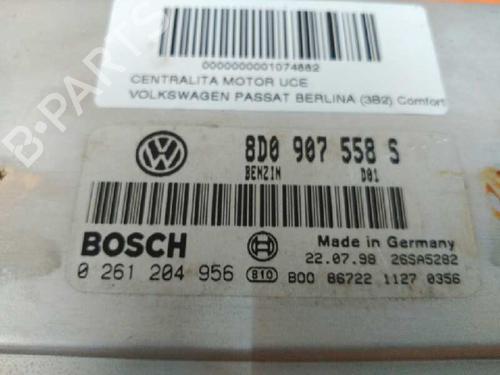 B-PARTS
0000000001074882
CENTRALITA MOTOR UCE
VOLKSWAGEN PASSAT BERLINA (3B2) Comfort
8D0 907 558 S
BENZIN D01
BOSCH
Made in Germany
0 261 204 956 810 22.07.98 26SA5282
B00 86722 1127 0356